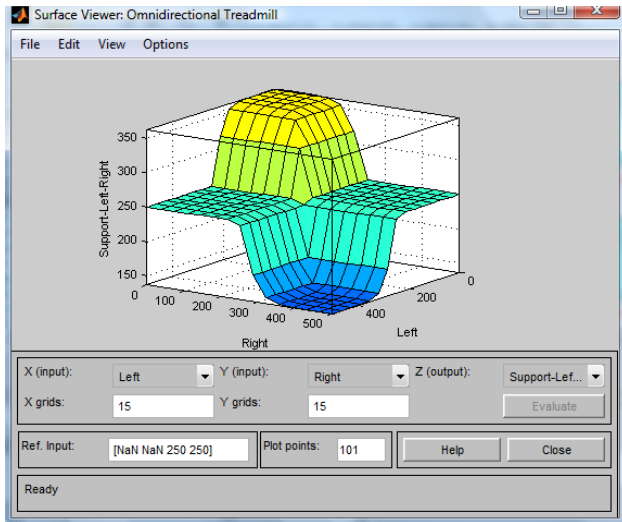 Surface Viewer: Omnidirectional Treadmill
File Edit View Options
350
300
250
200
150
Support-Left-Right
0 100 200 300 400 500
Right
400 200 0
Left
X (input): Left Y (input): Right Z (output): Support-Lef...
X grids: 15 Y grids: 15 Evaluate
Ref. Input: [NaN NaN 250 250] Plot points: 101 Help Close
Ready